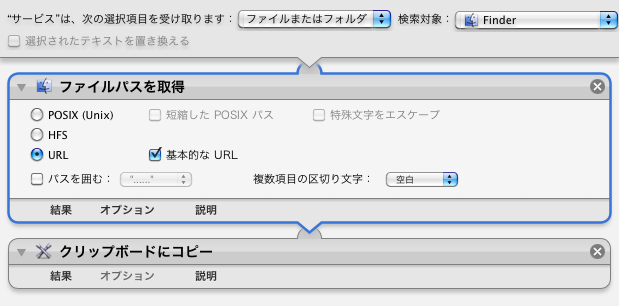 “サービス”は、次の選択項目を受け取ります： ファイルまたはフォルダ 検索対象： Finder
選択されたテキストを置き換える
ファイルパスを取得
POSIX (Unix) 短縮した POSIX パス 特殊文字をエスケープ
HFS
URL 基本的な URL
パスを囲む： "......" 複数項目の区切り文字： 空白
結果 オプション 説明
クリップボードにコピー
結果 オプション 説明